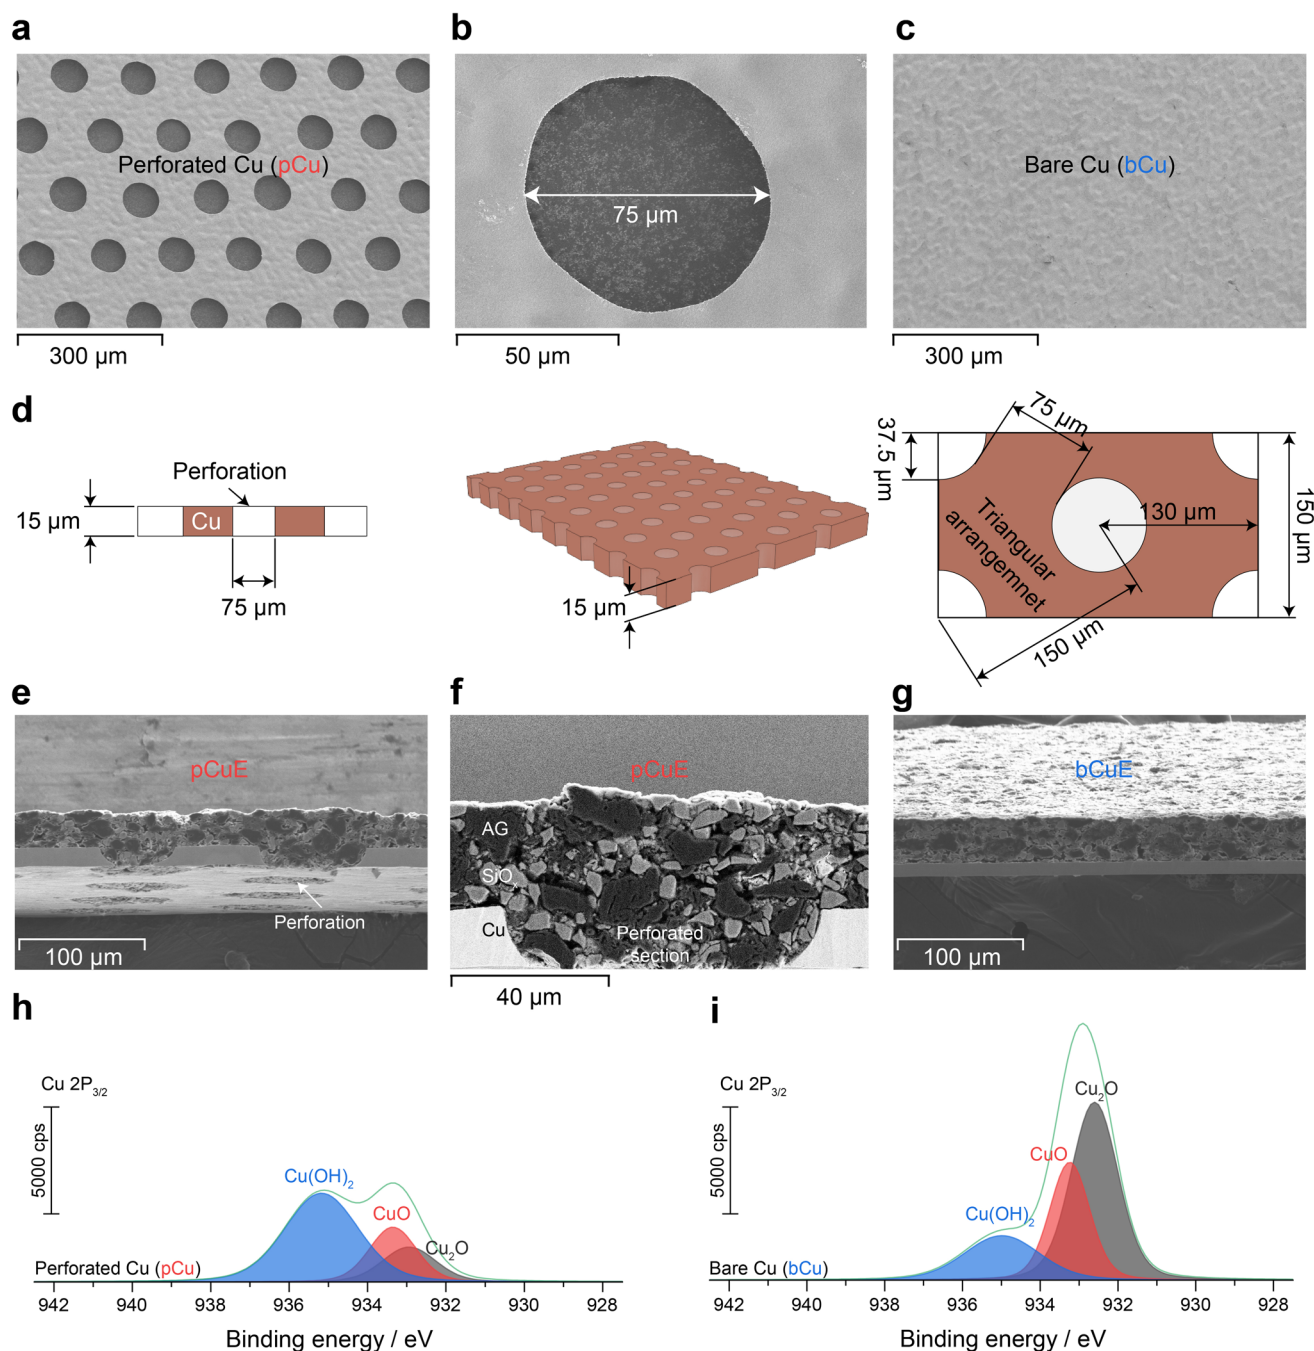 a
Perforated Cu (pCu)
300 µm
b
75 µm
50 µm
c
Bare Cu (bCu)
300 µm
d
Perforation
15 µm
Cu
75 µm
15 µm
75 µm
37.5 µm
130 µm
150 µm
Triangular
arrangemnet
150 µm
e
pCuE
Perforation
100 µm
f
pCuE
AG
SiOₓ
Cu
Perforated
section
40 µm
g
bCuE
100 µm
h
Cu 2P₃/₂
5000 cps
Cu(OH)₂
CuO
Cu₂O
Perforated Cu (pCu)
942 940 938 936 934 932 930 928
Binding energy / eV
i
Cu 2P₃/₂
5000 cps
Cu₂O
CuO
Cu(OH)₂
Bare Cu (bCu)
942 940 938 936 934 932 930 928
Binding energy / eV